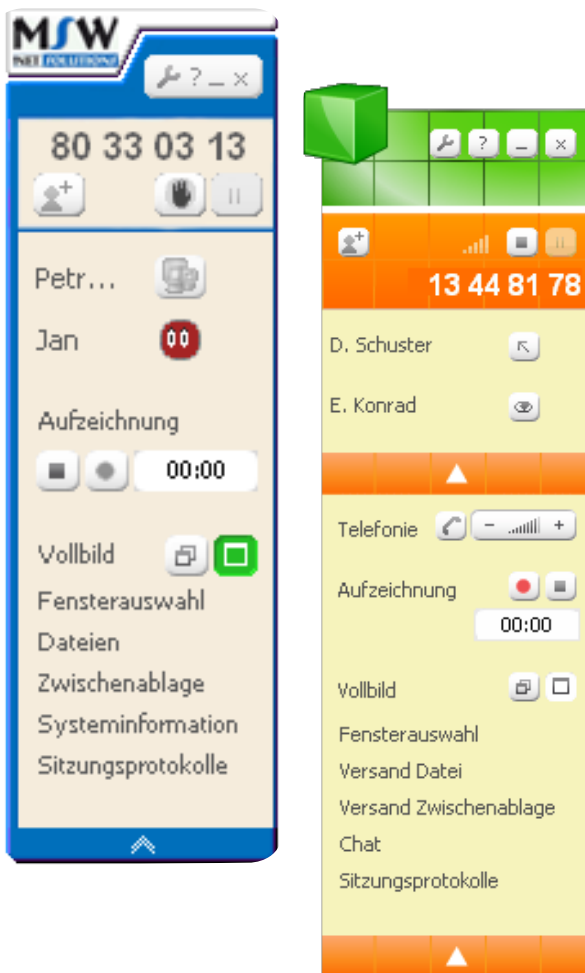 MSW
NET SOLUTIONS
?
80 33 03 13
Petr...
Jan
Aufzeichnung
00:00
Vollbild
Fensterauswahl
Dateien
Zwischenablage
Systeminformation
Sitzungsprotokolle
?
13 44 81 78
D. Schuster
E. Konrad
Telefonie
- +
Aufzeichnung
00:00
Vollbild
Fensterauswahl
Versand Datei
Versand Zwischenablage
Chat
Sitzungsprotokolle